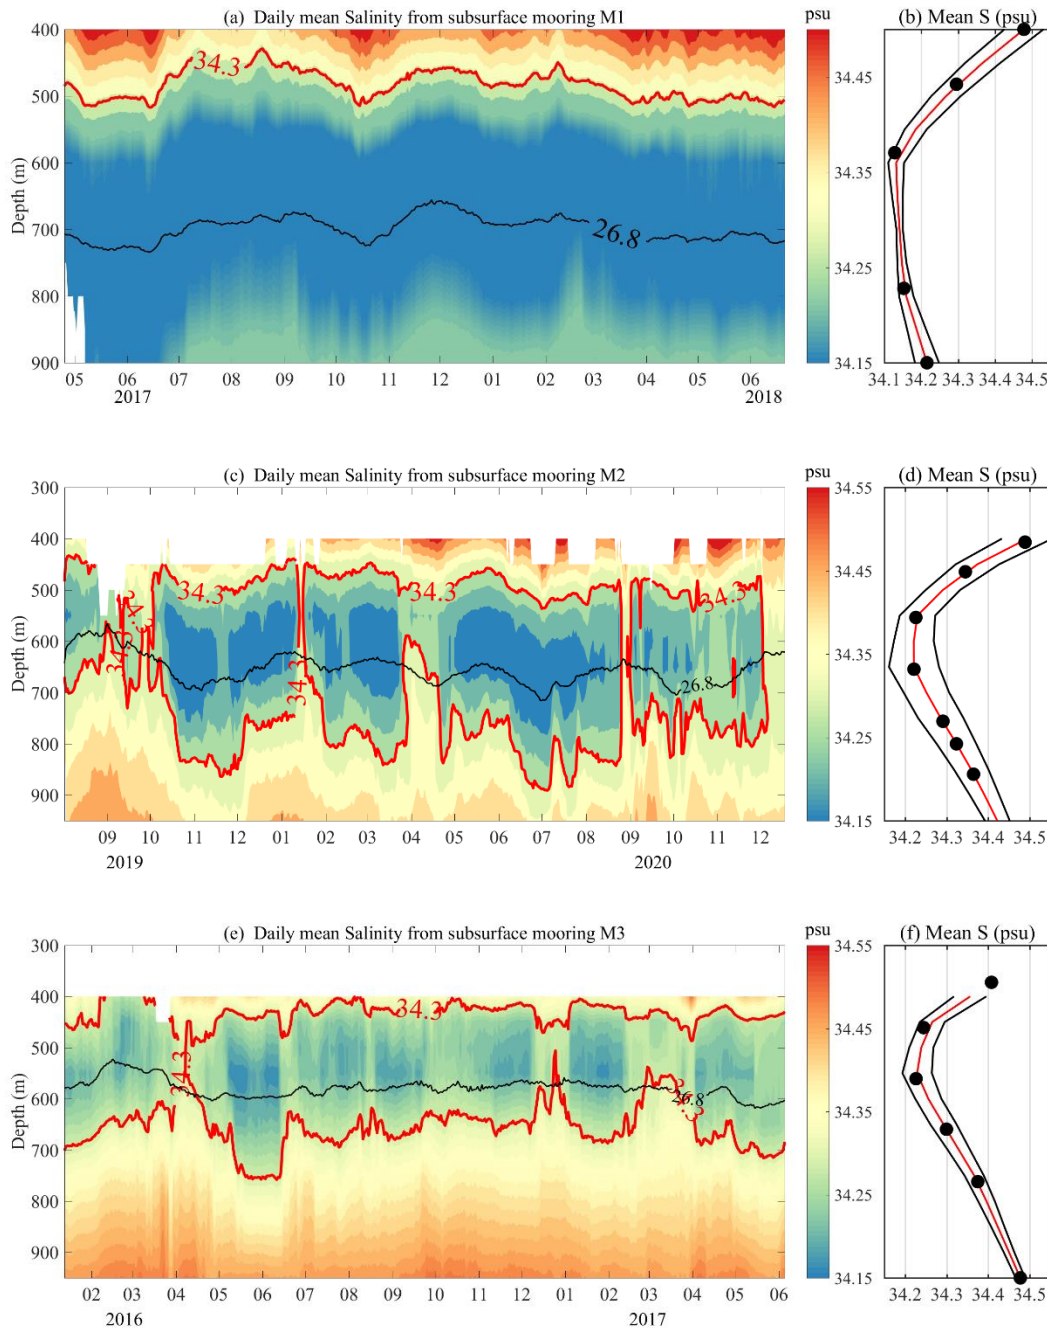 (a) Daily mean Salinity from subsurface mooring M1
psu
(b) Mean S (psu)
400
500
600
700
800
900
Depth (m)
34.3
26.8
05 06 07 08 09 10 11 12 01 02 03 04 05 06
2017 2018
34.45
34.35
34.25
34.15
34.1 34.2 34.3 34.4 34.5
(c) Daily mean Salinity from subsurface mooring M2
psu
(d) Mean S (psu)
300
400
500
600
700
800
900
Depth (m)
34.3
34.3
34.3
34.3
34.3
26.8
09 10 11 12 01 02 03 04 05 06 07 08 09 10 11 12
2019 2020
34.55
34.45
34.35
34.25
34.15
34.2 34.3 34.4 34.5
(e) Daily mean Salinity from subsurface mooring M3
psu
(f) Mean S (psu)
300
400
500
600
700
800
900
Depth (m)
34.3
34.3
26.8
02 03 04 05 06 07 08 09 10 11 12 01 02 03 04 05 06
2016 2017
34.55
34.45
34.35
34.25
34.15
34.2 34.3 34.4 34.5